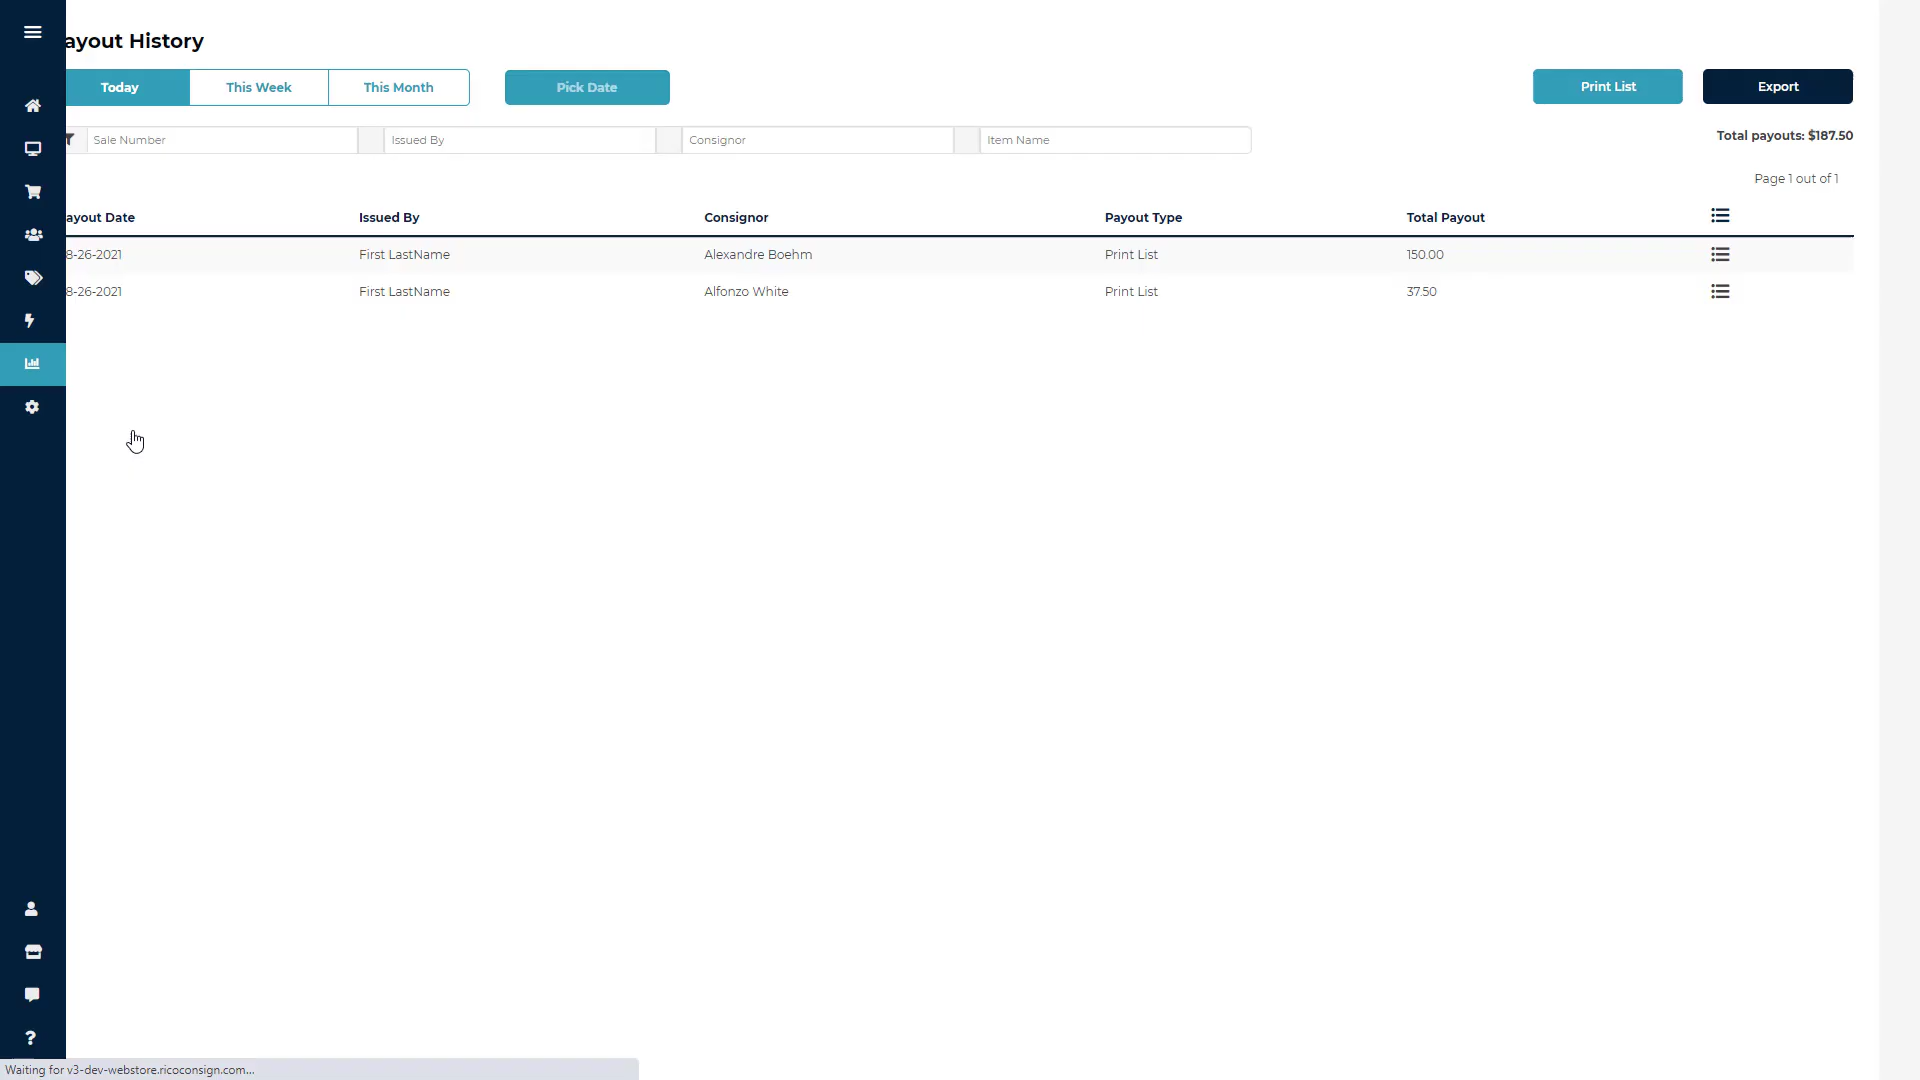 ayout History
Today
This Week
This Month
Pick Date
Print List
Export
Sale Number
Issued By
Consignor
Item Name
Total payouts: $187.50
Page 1 out of 1
ayout Date
Issued By
Consignor
Payout Type
Total Payout
8-26-2021
First LastName
Alexandre Boehm
Print List
150.00
8-26-2021
First LastName
Alfonzo White
Print List
37.50
Waiting for v3-dev-webstore.ricoconsign.com...